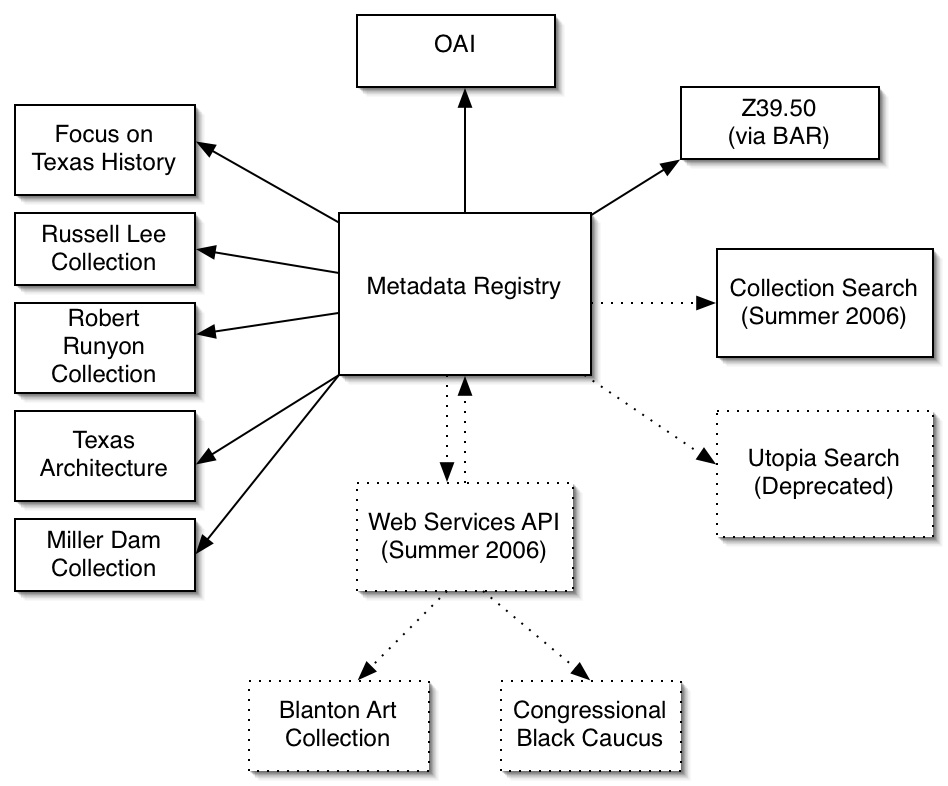 OAI
Z39.50
(via BAR)
Focus on
Texas History
Russell Lee
Collection
Metadata Registry
Collection Search
(Summer 2006)
Robert
Runyon
Collection
Texas
Architecture
Utopia Search
(Deprecated)
Web Services API
(Summer 2006)
Miller Dam
Collection
Blanton Art
Collection
Congressional
Black Caucus